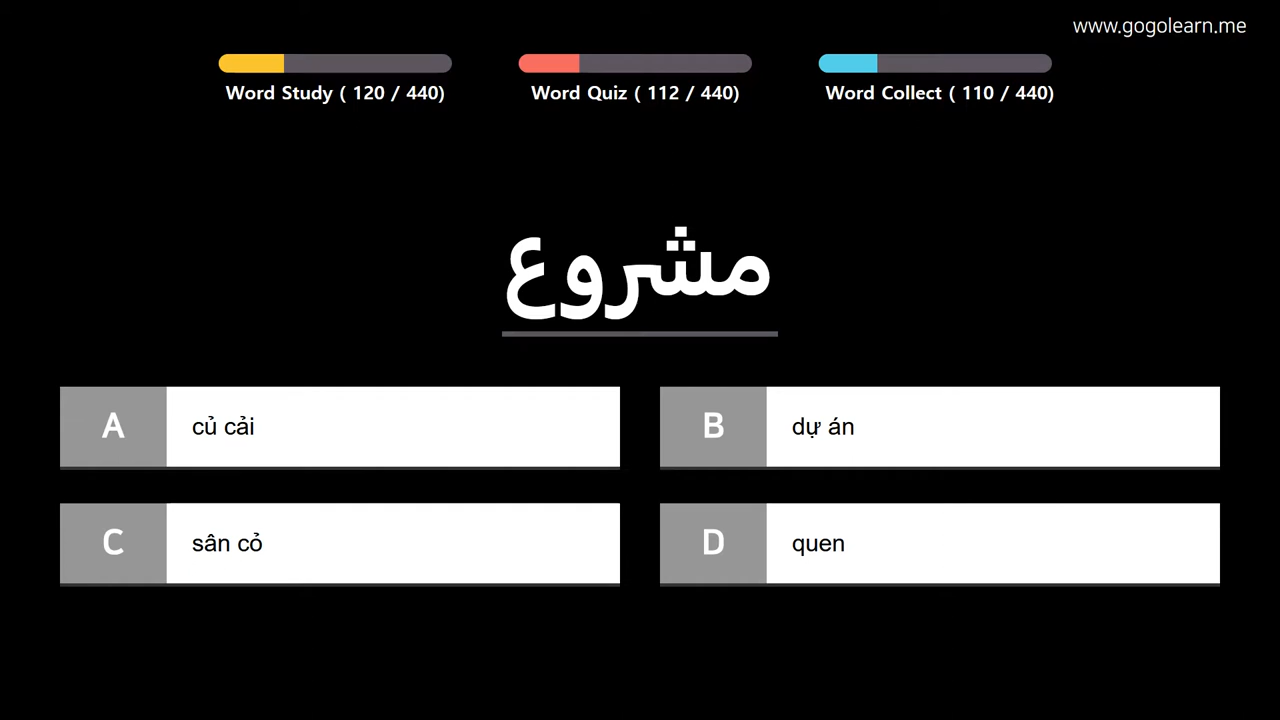 www.gogolearn.me
Word Study ( 120 / 440)
Word Quiz ( 112 / 440)
Word Collect ( 110 / 440)
مشروع
A
củ cải
B
dự án
C
sân cỏ
D
quen